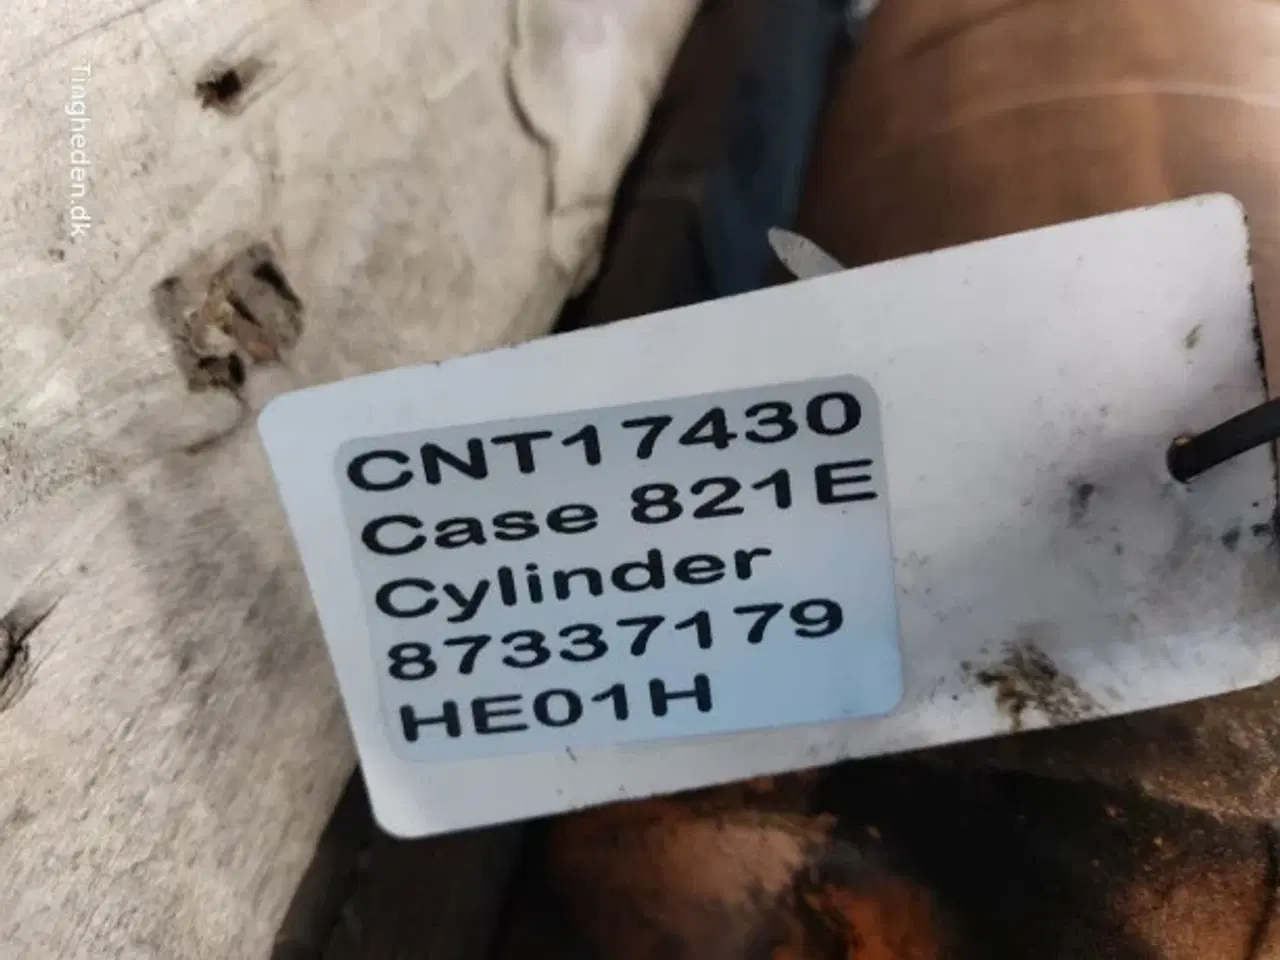 Tingheden.dk
CNT17430
Case 821E
Cylinder
87337179
HE01H